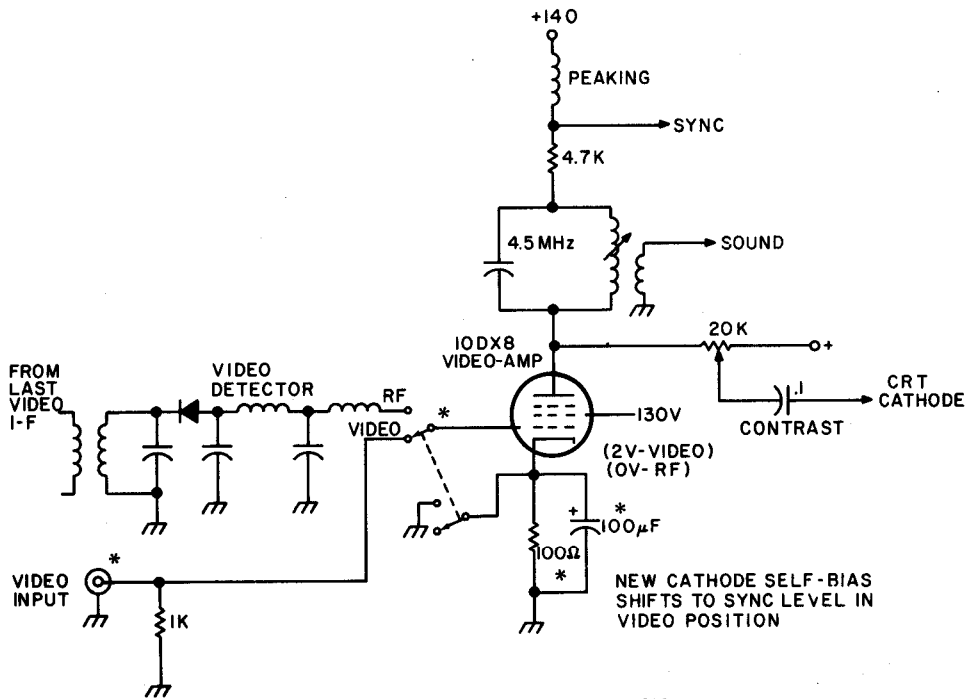 +140
PEAKING
SYNC
4.7K
4.5MHz
SOUND
20K
+
10DX8
VIDEO-AMP
FROM
LAST
VIDEO
I-F
VIDEO
DETECTOR
RF
VIDEO
*
130V
.1
CRT
CATHODE
CONTRAST
(2V-VIDEO)
(0V-RF)
+
*
100µF
100Ω
*
VIDEO
INPUT
*
1K
NEW CATHODE SELF-BIAS
SHIFTS TO SYNC LEVEL IN
VIDEO POSITION